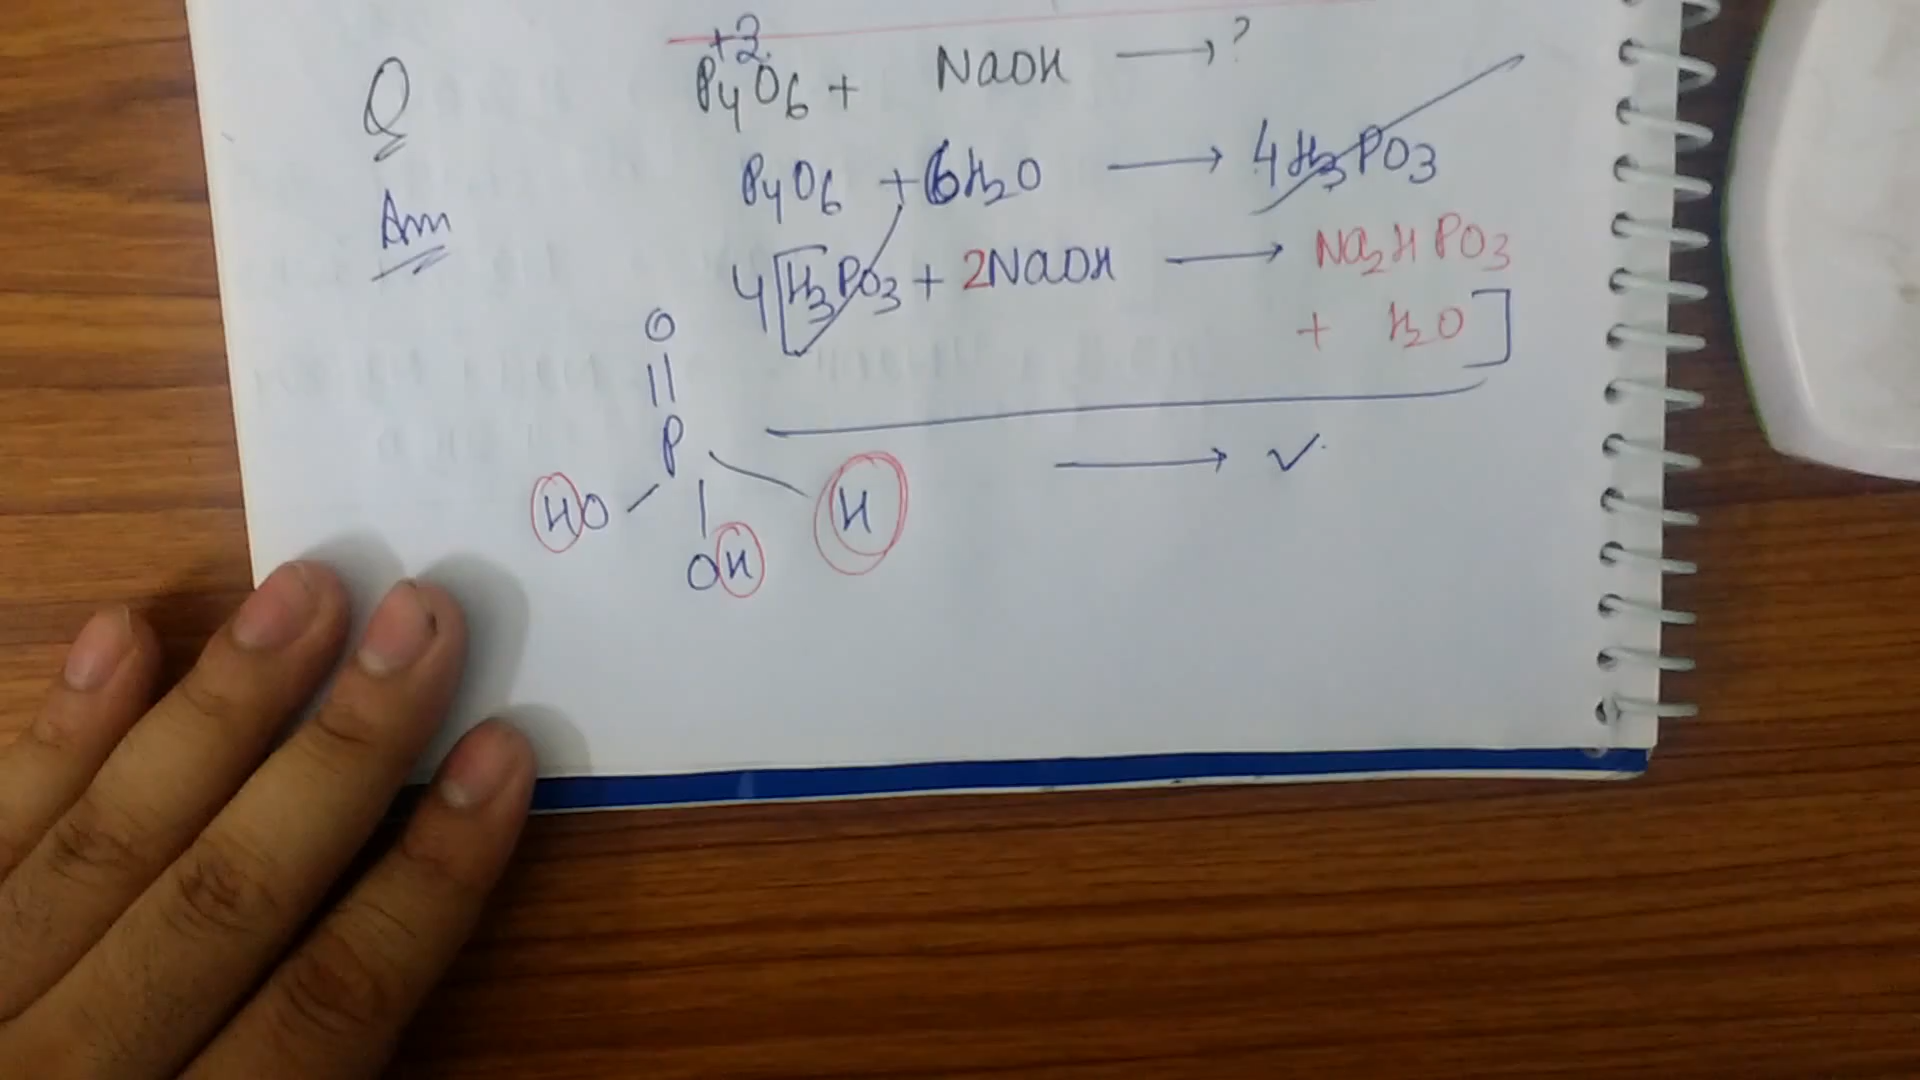 +3
Q P4O6 + NaOH ⟶ ?
P4O6 + 6H2O ⟶ 4H3PO3
Ans
4[H3PO3 + 2NaOH ⟶ Na2HPO3
+ H2O]
O
||
P
⟶ ✓
HO H
OH